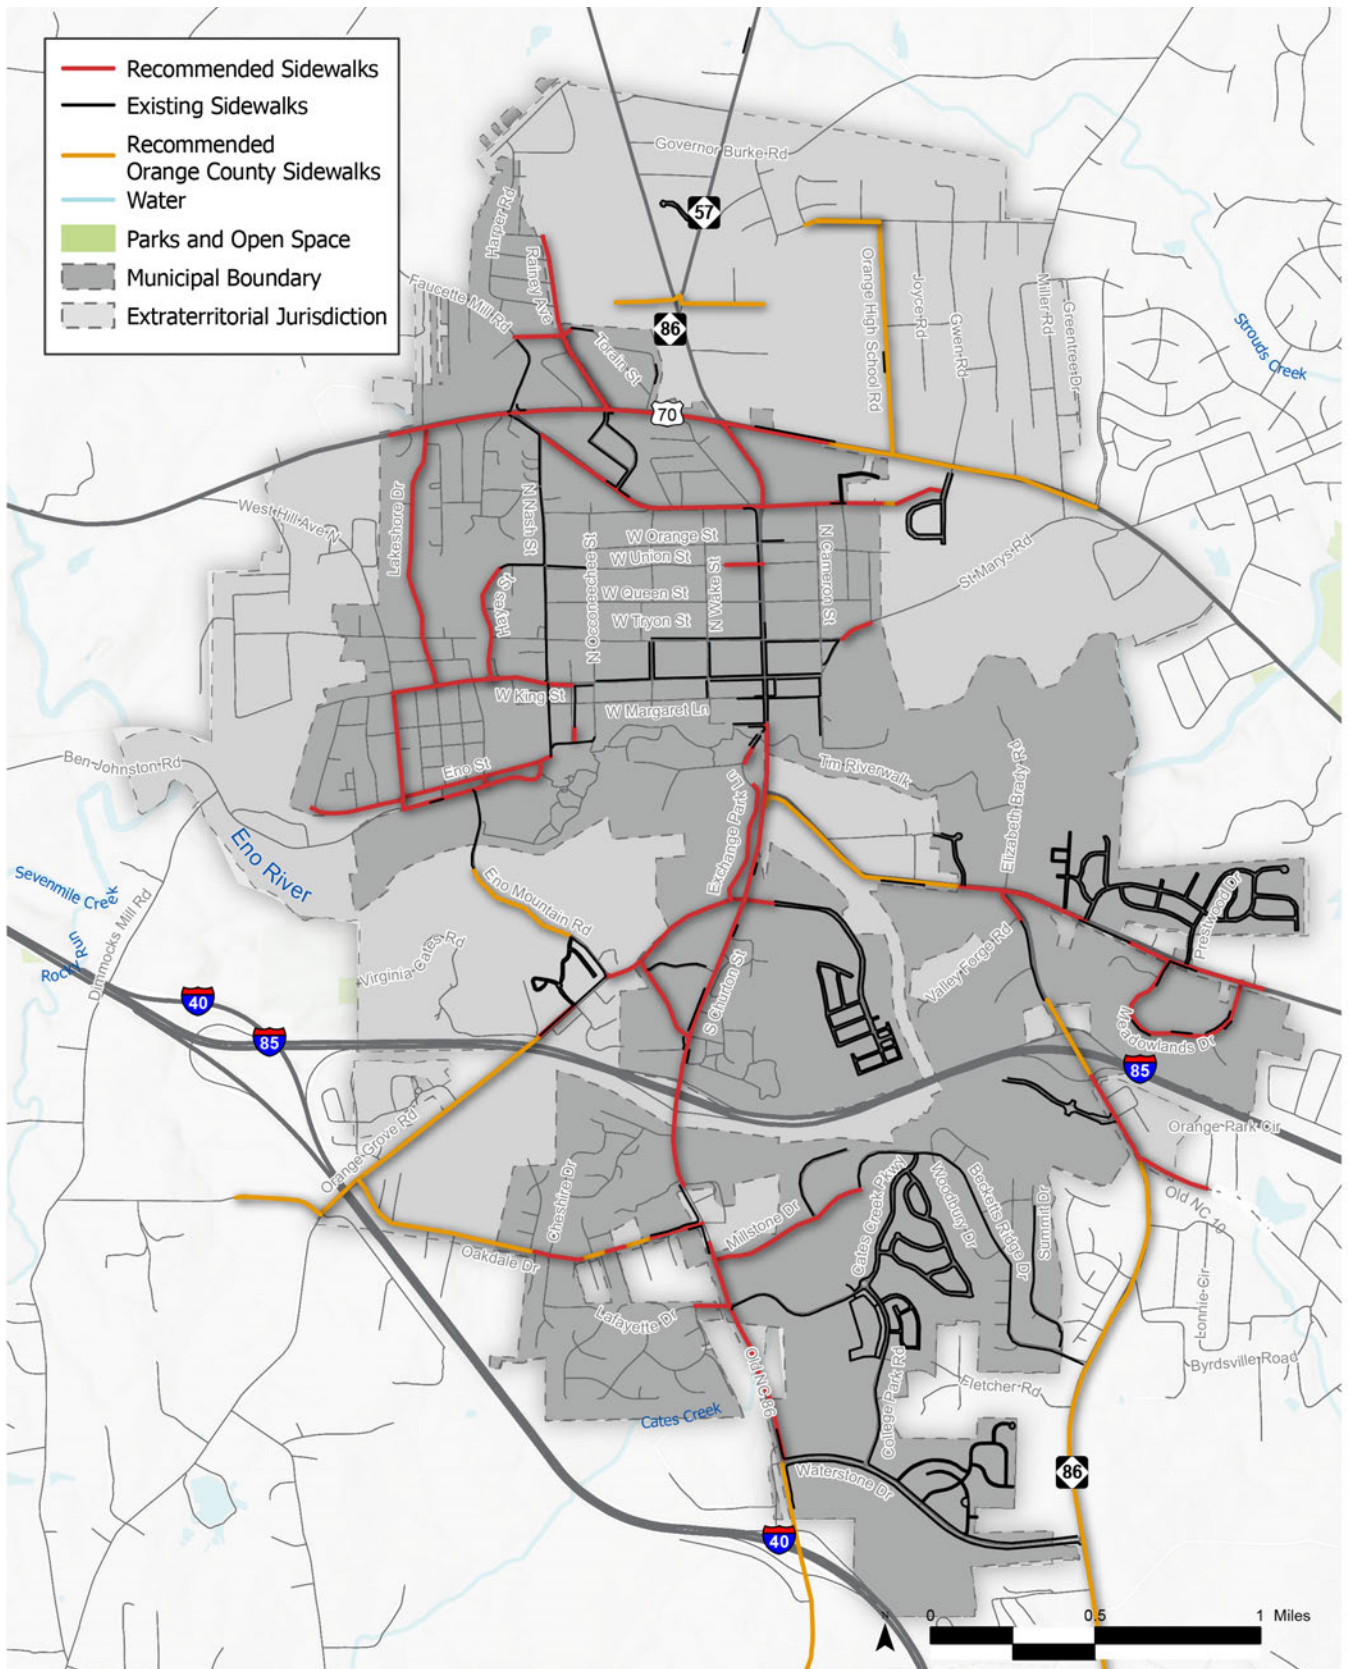 Recommended Sidewalks
Existing Sidewalks
Recommended
Orange County Sidewalks
Water
Parks and Open Space
Municipal Boundary
Extraterritorial Jurisdiction
Governor Burke Rd
57
Harper Rd
Rainey Ave
Faucette Mill Rd
86
Torain St
Orange High School Rd
Joyce Rd
Gwen Rd
Miller Rd
Greentree Dr
Strouds Creek
70
West Hill Ave N
Lakeshore Dr
N Nash St
N Occoneechee St
W Orange St
W Union St
N Wake St
N Cameron St
St Marys Rd
Hayes St
W Queen St
W Tryon St
W King St
W Margaret Ln
Ben Johnston Rd
Eno St
Tm Riverwalk
Elizabeth Brady Rd
Exchange Park Ln
Eno River
Sevenmile Creek
Dimmocks Mill Rd
Rocky Run
Eno Mountain Rd
Virginia Cates Rd
Prestwood Dr
Valley Forge Rd
S Churton St
40
85
Meadowlands Dr
85
Orange Park Cir
Orange Grove Rd
Old NC 10
Cheshire Dr
Oakdale Dr
Millstone Dr
Cates Creek Pkwy
Woodbury Dr
Becketts Ridge Dr
Summit Dr
Lafayette Dr
Lonnie Cir
Byrdsville Road
Old NC 86
College Park Rd
Fletcher Rd
Cates Creek
Waterstone Dr
86
40
N
0 0.5 1 Miles